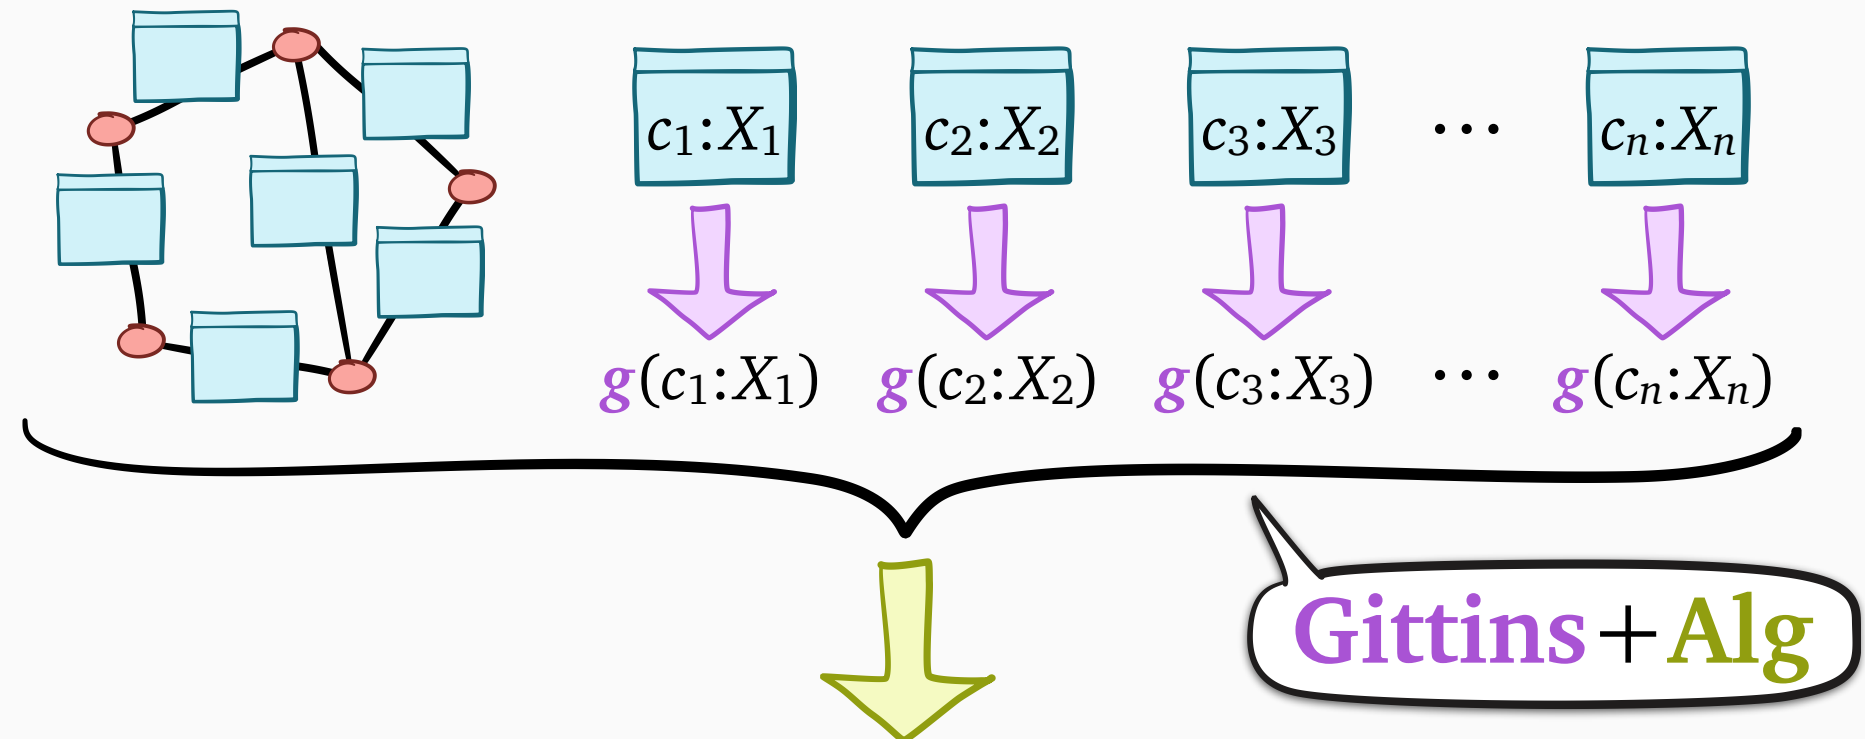 c₁:X₁ c₂:X₂ c₃:X₃ ··· cₙ:Xₙ
g(c₁:X₁) g(c₂:X₂) g(c₃:X₃) ··· g(cₙ:Xₙ)
Gittins+Alg